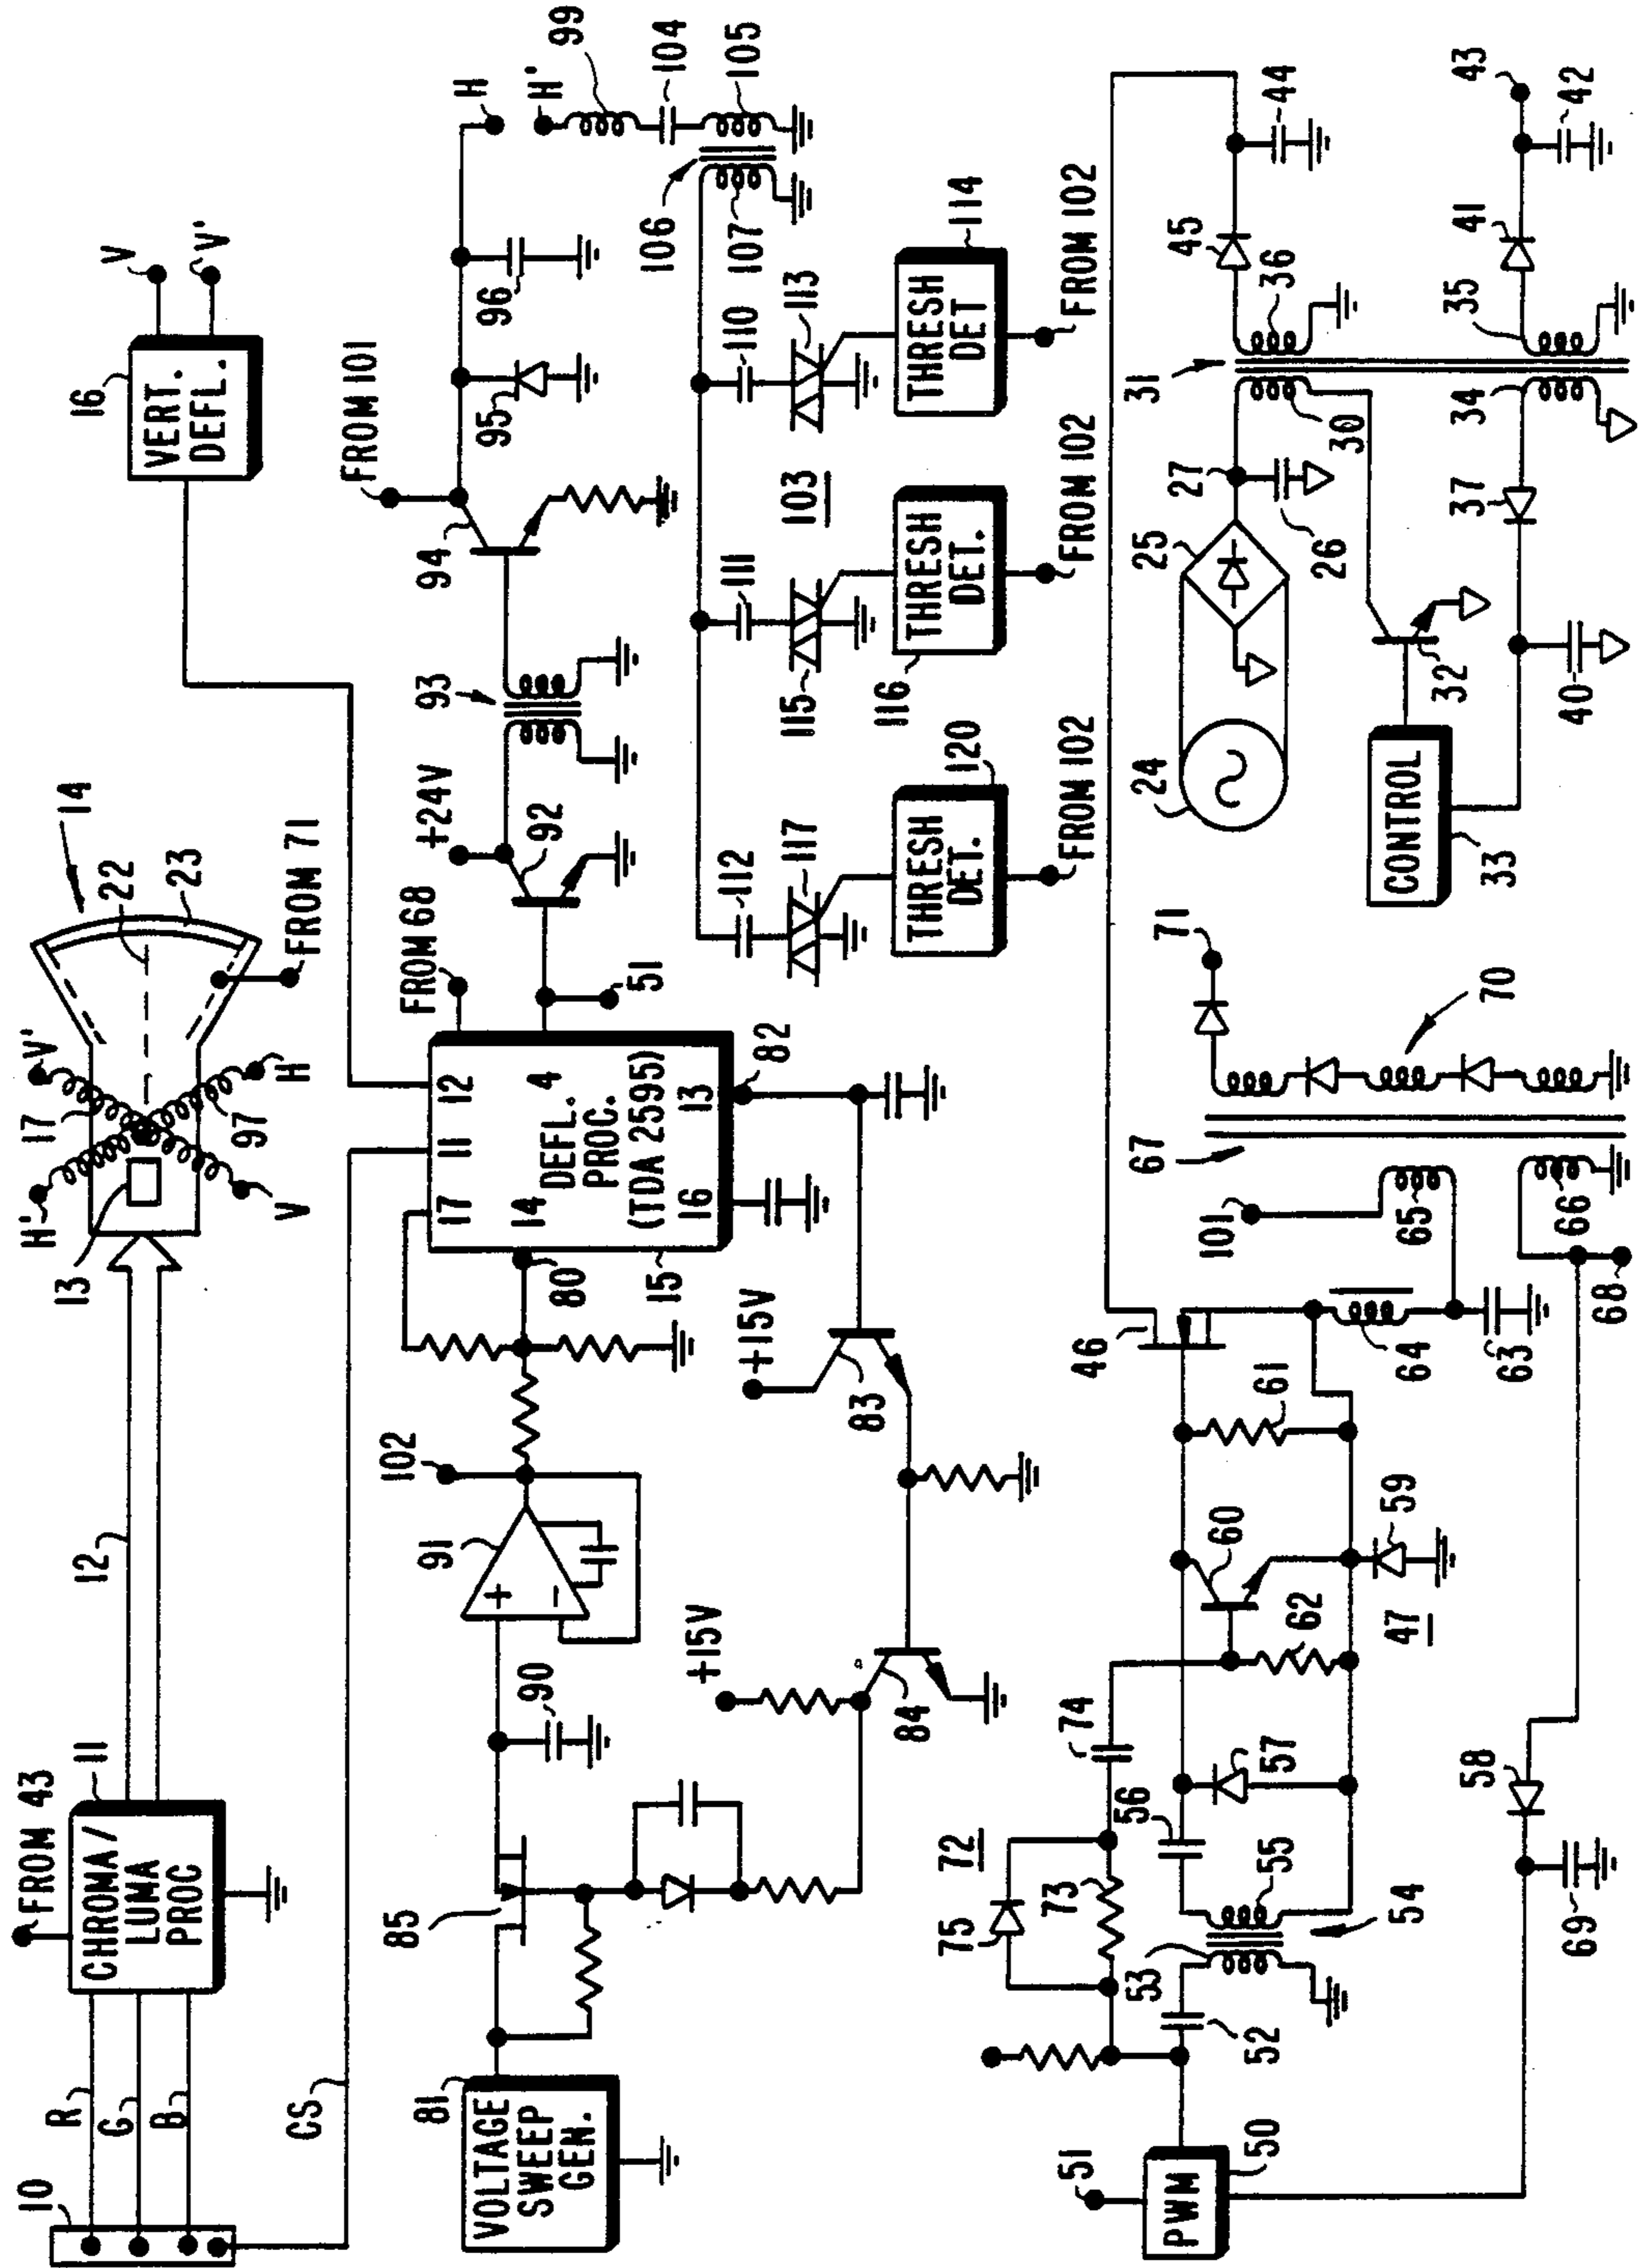 10
R
G
B
CS
FROM 43
CHROMA /
LUMA
PROC
11
12
13
H'
17
V'
97
H
V
14
22
23
FROM 71
16
VERT.
DEFL.
V
V'
81
VOLTAGE
SWEEP
GEN.
85
90
91
+
−
102
80
15
17
11
12
14
4
DEFL.
PROC.
(TDA 2595)
16
13
82
FROM 68
51
+24V
92
93
94
FROM 101
95
96
H
H'
99
104
105
106
107
110
111
112
113
115
117
103
THRESH
DET
114
THRESH
DET.
116
THRESH
DET.
120
FROM 102
FROM 102
FROM 102
+15V
83
+15V
84
51
PWM
50
52
53
54
55
56
57
58
59
60
61
62
47
72
73
74
75
69
46
63
64
65
66
67
68
101
70
71
24
25
26
27
30
31
32
CONTROL
33
34
35
36
37
40
41
42
43
44
45